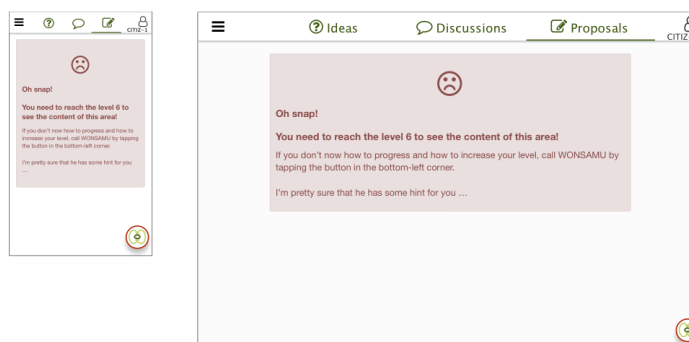 CITIZ-1
Oh snap!
You need to reach the level 6 to
see the content of this area!
If you don't now how to progress and how to
increase your level, call WONSAMU by tapping
the button in the bottom-left corner.
I'm pretty sure that he has some hint for you
...
Ideas
Discussions
Proposals
CITIZ
Oh snap!
You need to reach the level 6 to see the content of this area!
If you don't now how to progress and how to increase your level, call WONSAMU by
tapping the button in the bottom-left corner.
I'm pretty sure that he has some hint for you ...